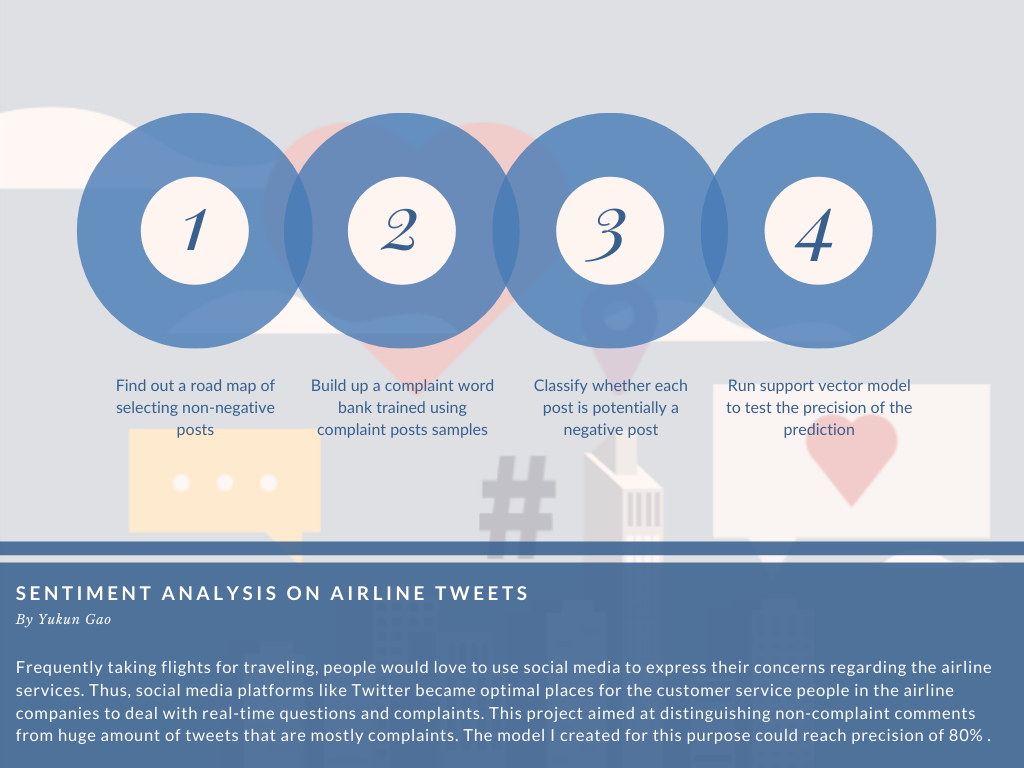 1
2
3
4
Find out a road map of
selecting non-negative
posts
Build up a complaint word
bank trained using
complaint posts samples
Classify whether each
post is potentially a
negative post
Run support vector model
to test the precision of the
prediction
#
SENTIMENT ANALYSIS ON AIRLINE TWEETS
By Yukun Gao
Frequently taking flights for traveling, people would love to use social media to express their concerns regarding the airline
services. Thus, social media platforms like Twitter became optimal places for the customer service people in the airline
companies to deal with real-time questions and complaints. This project aimed at distinguishing non-complaint comments
from huge amount of tweets that are mostly complaints. The model I created for this purpose could reach precision of 80% .